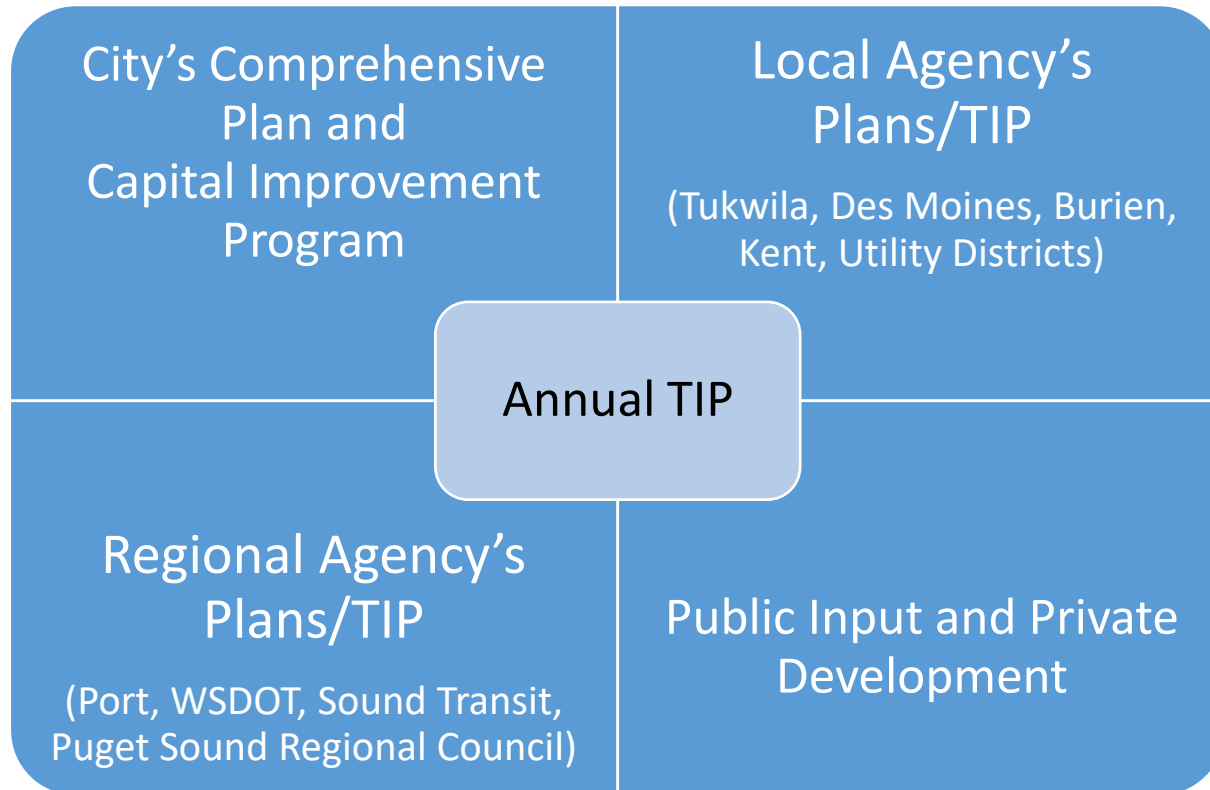 City’s Comprehensive
Plan and
Capital Improvement
Program
Local Agency’s
Plans/TIP
(Tukwila, Des Moines, Burien,
Kent, Utility Districts)
Annual TIP
Regional Agency’s
Plans/TIP
(Port, WSDOT, Sound Transit,
Puget Sound Regional Council)
Public Input and Private
Development